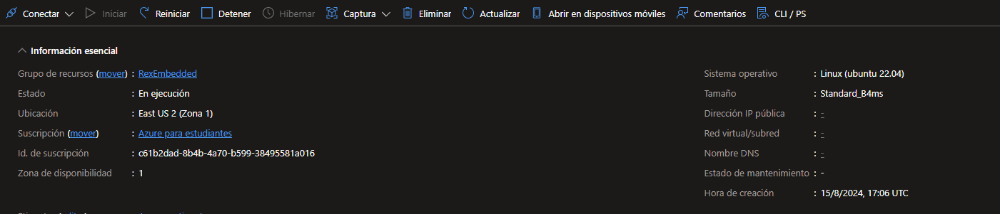 Conectar Iniciar Reiniciar Detener Hibernar Captura Eliminar Actualizar Abrir en dispositivos móviles Comentarios CLI / PS
Información esencial
Grupo de recursos (mover) : RexEmbedded
Estado : En ejecución
Ubicación : East US 2 (Zona 1)
Suscripción (mover) : Azure para estudiantes
Id. de suscripción : c61b2dad-8b4b-4a70-b599-38495581a016
Zona de disponibilidad : 1
Sistema operativo : Linux (ubuntu 22.04)
Tamaño : Standard_B4ms
Dirección IP pública : -
Red virtual/subred : -
Nombre DNS : -
Estado de mantenimiento : -
Hora de creación : 15/8/2024, 17:06 UTC